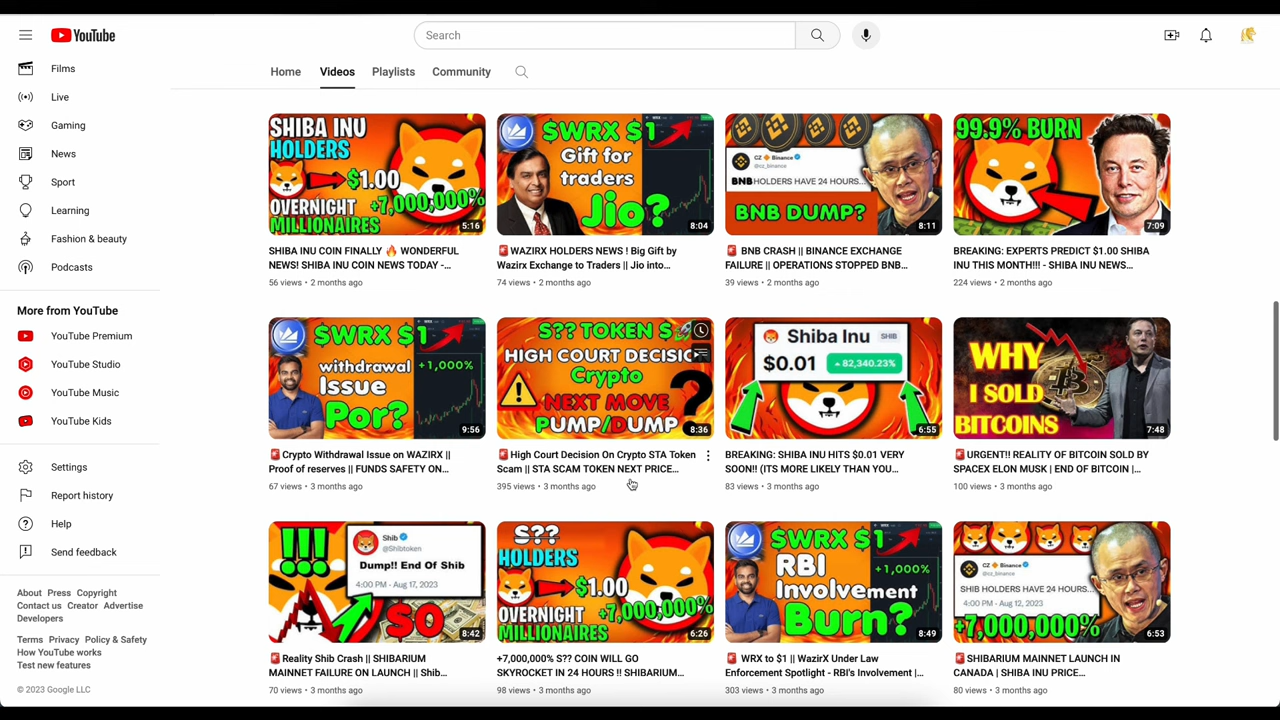 YouTube
Search
Films
Live
Gaming
News
Sport
Learning
Fashion & beauty
Podcasts
More from YouTube
YouTube Premium
YouTube Studio
YouTube Music
YouTube Kids
Settings
Report history
Help
Send feedback
About Press Copyright
Contact us Creator Advertise
Developers
Terms Privacy Policy & Safety
How YouTube works
Test new features
© 2023 Google LLC
Home Videos Playlists Community
SHIBA INU
HOLDERS
$1.00
+7,000,000%
OVERNIGHT
MILLIONAIRES
5:16
SHIBA INU COIN FINALLY 🔥 WONDERFUL
NEWS! SHIBA INU COIN NEWS TODAY -...
56 views • 2 months ago
$WRX $1
Gift for
traders
Jio?
8:04
🚨WAZIRX HOLDERS NEWS ! Big Gift by
Wazirx Exchange to Traders || Jio into...
74 views • 2 months ago
CZ Binance
@cz_binance
BNB HOLDERS HAVE 24 HOURS...
BNB DUMP?
8:11
🚨 BNB CRASH || BINANCE EXCHANGE
FAILURE || OPERATIONS STOPPED BNB...
39 views • 2 months ago
99.9% BURN
7:09
BREAKING: EXPERTS PREDICT $1.00 SHIBA
INU THIS MONTH!!! - SHIBA INU NEWS...
224 views • 2 months ago
$WRX $1
withdrawal
+1,000%
Issue
Por?
9:56
🚨Crypto Withdrawal Issue on WAZIRX ||
Proof of reserves || FUNDS SAFETY ON...
67 views • 3 months ago
S?? TOKEN $
HIGH COURT DECISIO
Crypto
NEXT MOVE
?
PUMP/DUMP
8:36
🚨High Court Decision On Crypto STA Token
Scam || STA SCAM TOKEN NEXT PRICE...
395 views • 3 months ago
Shiba Inu SHIB
$0.01 82,340.23%
6:55
BREAKING: SHIBA INU HITS $0.01 VERY
SOON!! (ITS MORE LIKELY THAN YOU...
83 views • 3 months ago
WHY
I SOLD
BITCOINS
7:48
🚨URGENT!! REALITY OF BITCOIN SOLD BY
SPACEX ELON MUSK | END OF BITCOIN |...
100 views • 3 months ago
!!!
Shib
@Shibtoken
Dump!! End Of Shib
4:00 PM - Aug 17, 2023
$0
8:42
🚨Reality Shib Crash || SHIBARIUM
MAINNET FAILURE ON LAUNCH || Shib...
70 views • 3 months ago
S??
HOLDERS
$1.00
+7,000,000%
OVERNIGHT
MILLIONAIRES
6:26
+7,000,000% S?? COIN WILL GO
SKYROCKET IN 24 HOURS !! SHIBARIUM...
98 views • 3 months ago
$WRX $1
RBI
+1,000%
Involvement
Burn?
8:49
🚨 WRX to $1 || WazirX Under Law
Enforcement Spotlight - RBI's Involvement |...
303 views • 3 months ago
CZ Binance
@cz_binance
SHIB HOLDERS HAVE 24 HOURS...
4:00 PM - Aug 12, 2023
+7,000,000%
6:53
🚨SHIBARIUM MAINNET LAUNCH IN
CANADA | SHIBA INU PRICE...
80 views • 3 months ago